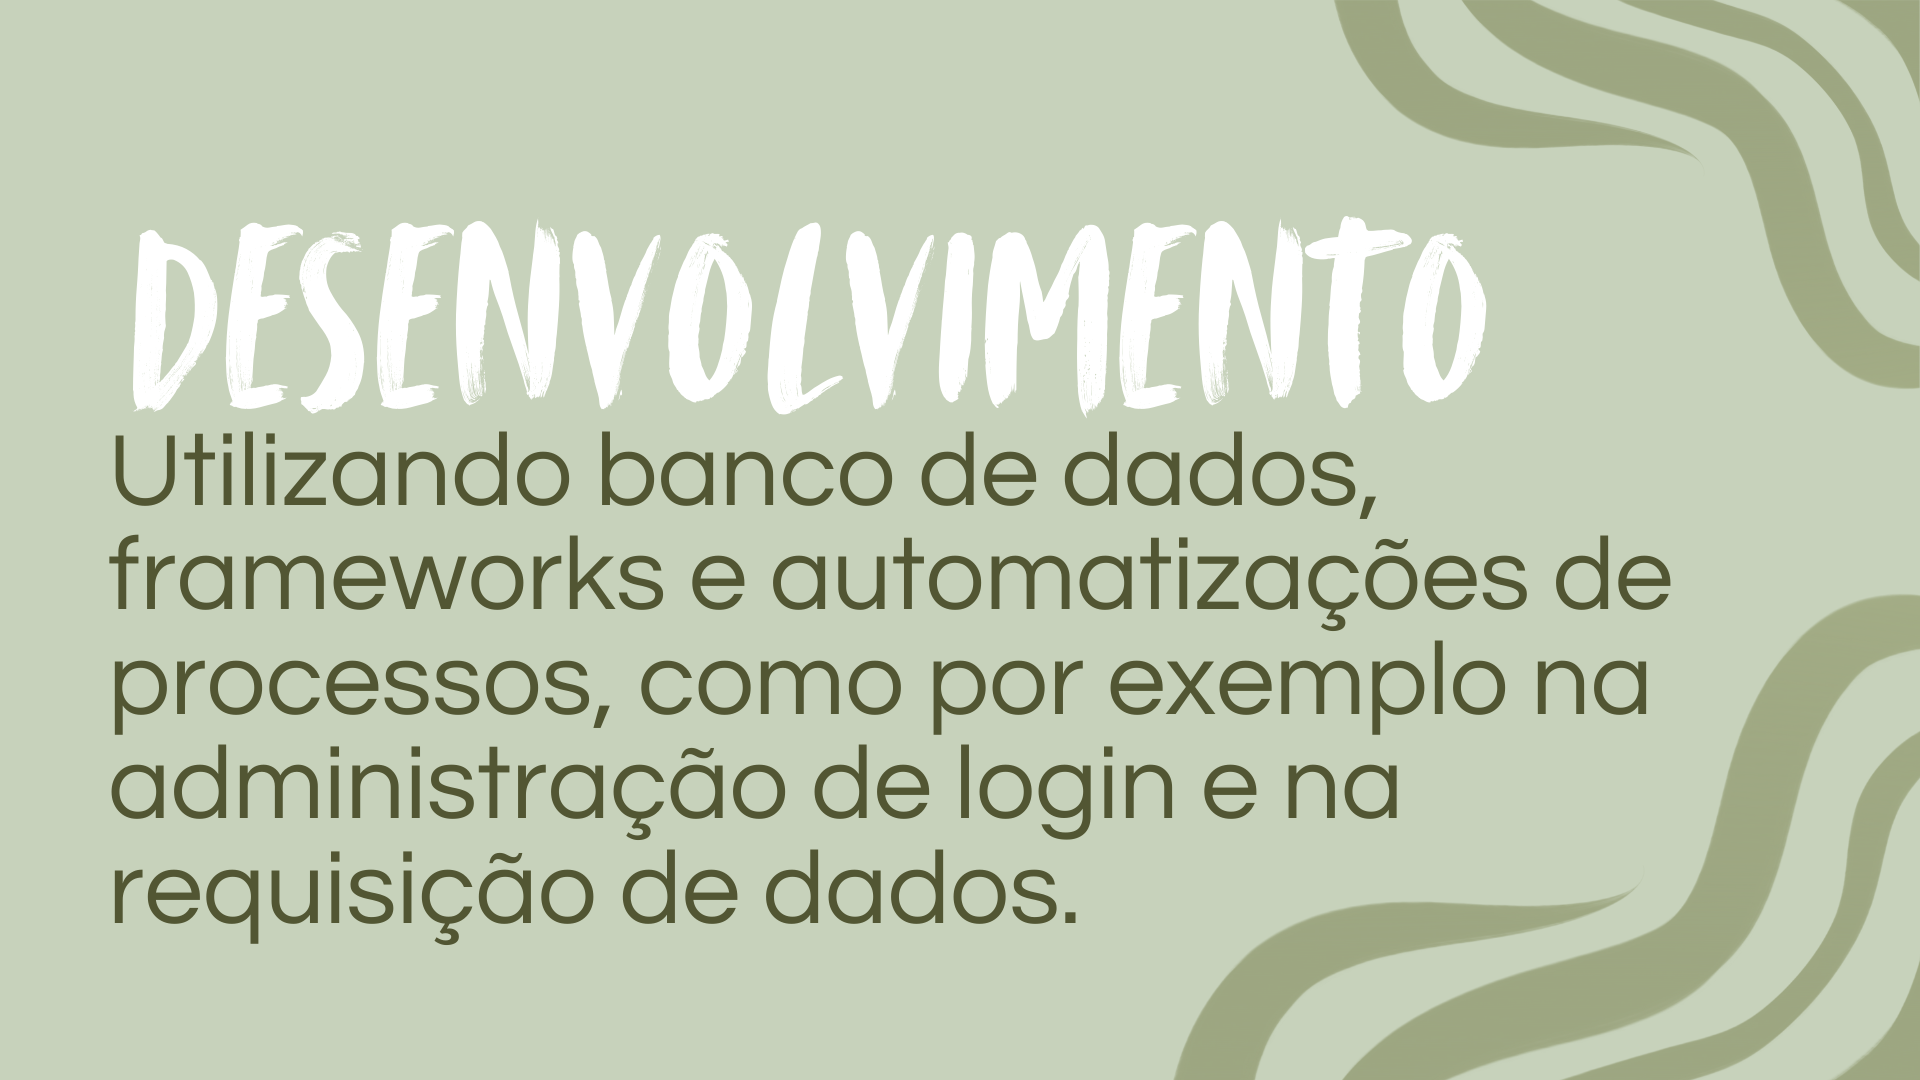 DESENVOLVIMENTO
Utilizando banco de dados,
frameworks e automatizações de
processos, como por exemplo na
administração de login e na
requisição de dados.